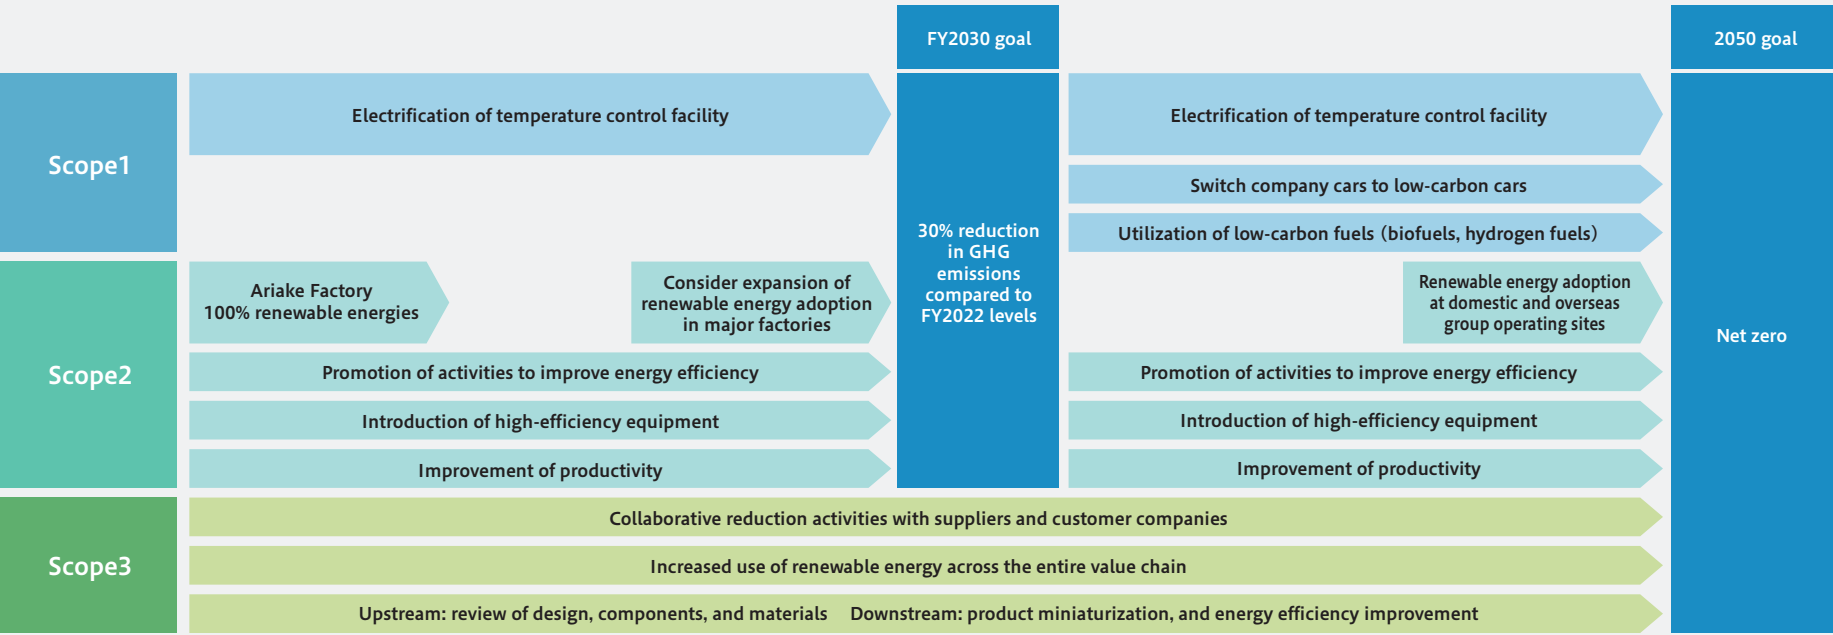 FY2030 goal
2050 goal
Scope1
Electrification of temperature control facility
30% reduction
in GHG
emissions
compared to
FY2022 levels
Electrification of temperature control facility
Switch company cars to low-carbon cars
Utilization of low-carbon fuels (biofuels, hydrogen fuels)
Net zero
Scope2
Ariake Factory
100% renewable energies
Consider expansion of
renewable energy adoption
in major factories
Renewable energy adoption
at domestic and overseas
group operating sites
Promotion of activities to improve energy efficiency
Promotion of activities to improve energy efficiency
Introduction of high-efficiency equipment
Introduction of high-efficiency equipment
Improvement of productivity
Improvement of productivity
Scope3
Collaborative reduction activities with suppliers and customer companies
Increased use of renewable energy across the entire value chain
Upstream: review of design, components, and materials Downstream: product miniaturization, and energy efficiency improvement